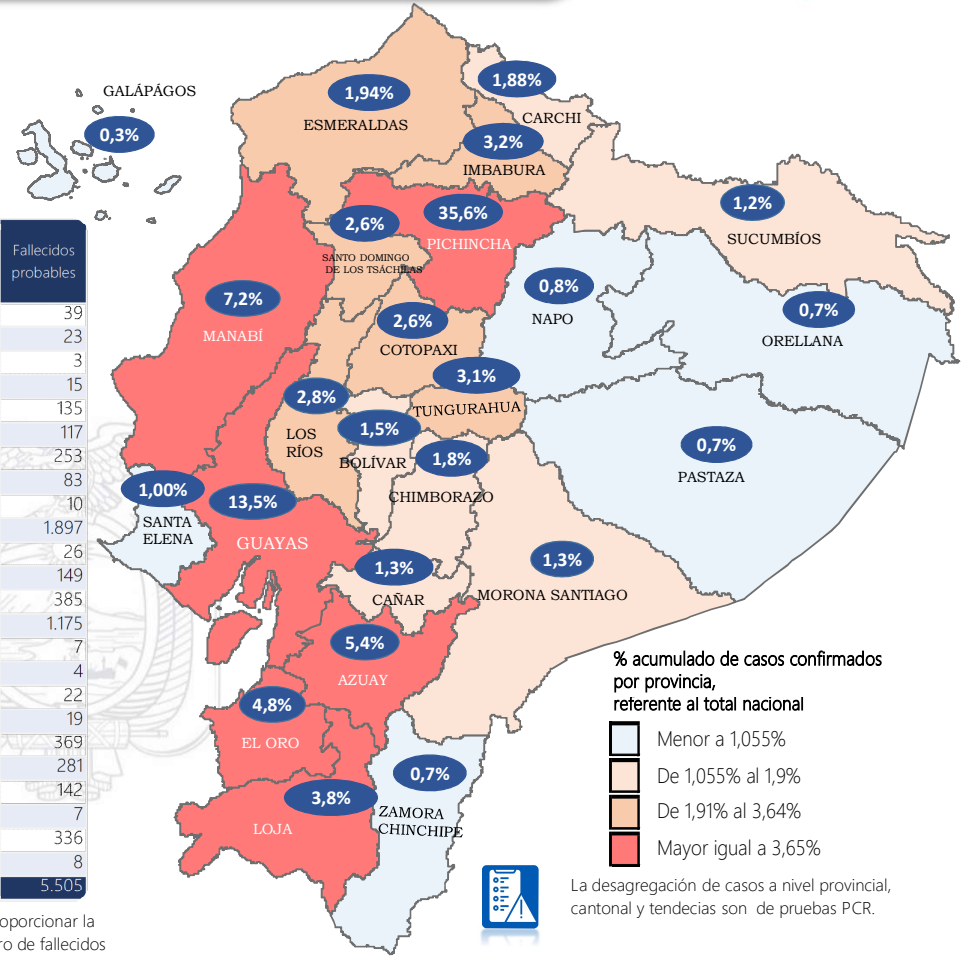 GALÁPÁGOS
0,3%
1,94%
ESMERALDAS
1,88%
CARCHI
3,2%
IMBABURA
1,2%
SUCUMBÍOS
2,6%
SANTO DOMINGO
DE LOS TSÁCHILAS
35,6%
PICHINCHA
7,2%
MANABÍ
0,8%
NAPO
0,7%
ORELLANA
2,6%
COTOPAXI
3,1%
TUNGURAHUA
2,8%
LOS
RÍOS
1,5%
BOLÍVAR
1,8%
CHIMBORAZO
0,7%
PASTAZA
1,00%
SANTA
ELENA
13,5%
GUAYAS
1,3%
CAÑAR
1,3%
MORONA SANTIAGO
5,4%
AZUAY
4,8%
EL ORO
3,8%
LOJA
0,7%
ZAMORA
CHINCHIPE
Fallecidos
probables
39
23
3
15
135
117
253
83
10
1.897
26
149
385
1.175
7
4
22
19
369
281
142
7
336
8
5.505
oporcionar la
ro de fallecidos
% acumulado de casos confirmados
por provincia,
referente al total nacional
Menor a 1,055%
De 1,055% al 1,9%
De 1,91% al 3,64%
Mayor igual a 3,65%
La desagregación de casos a nivel provincial,
cantonal y tendecias son de pruebas PCR.